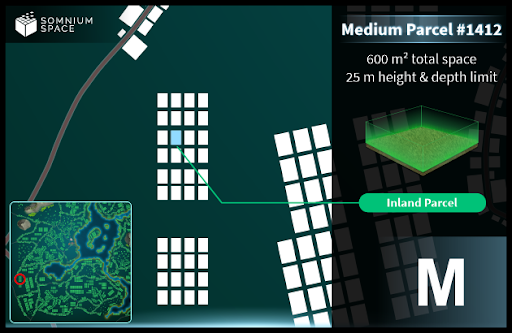 SOMNIUM
SPACE
Medium Parcel #1412
600 m² total space
25 m height & depth limit
Inland Parcel
M